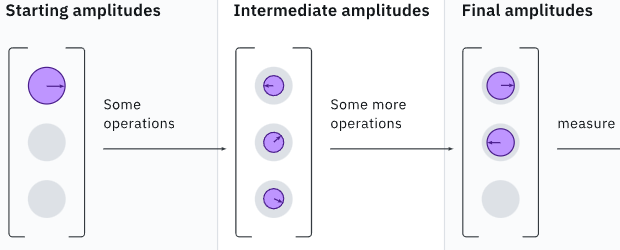 Starting amplitudes
Intermediate amplitudes
Final amplitudes
Some
operations
Some more
operations
measure